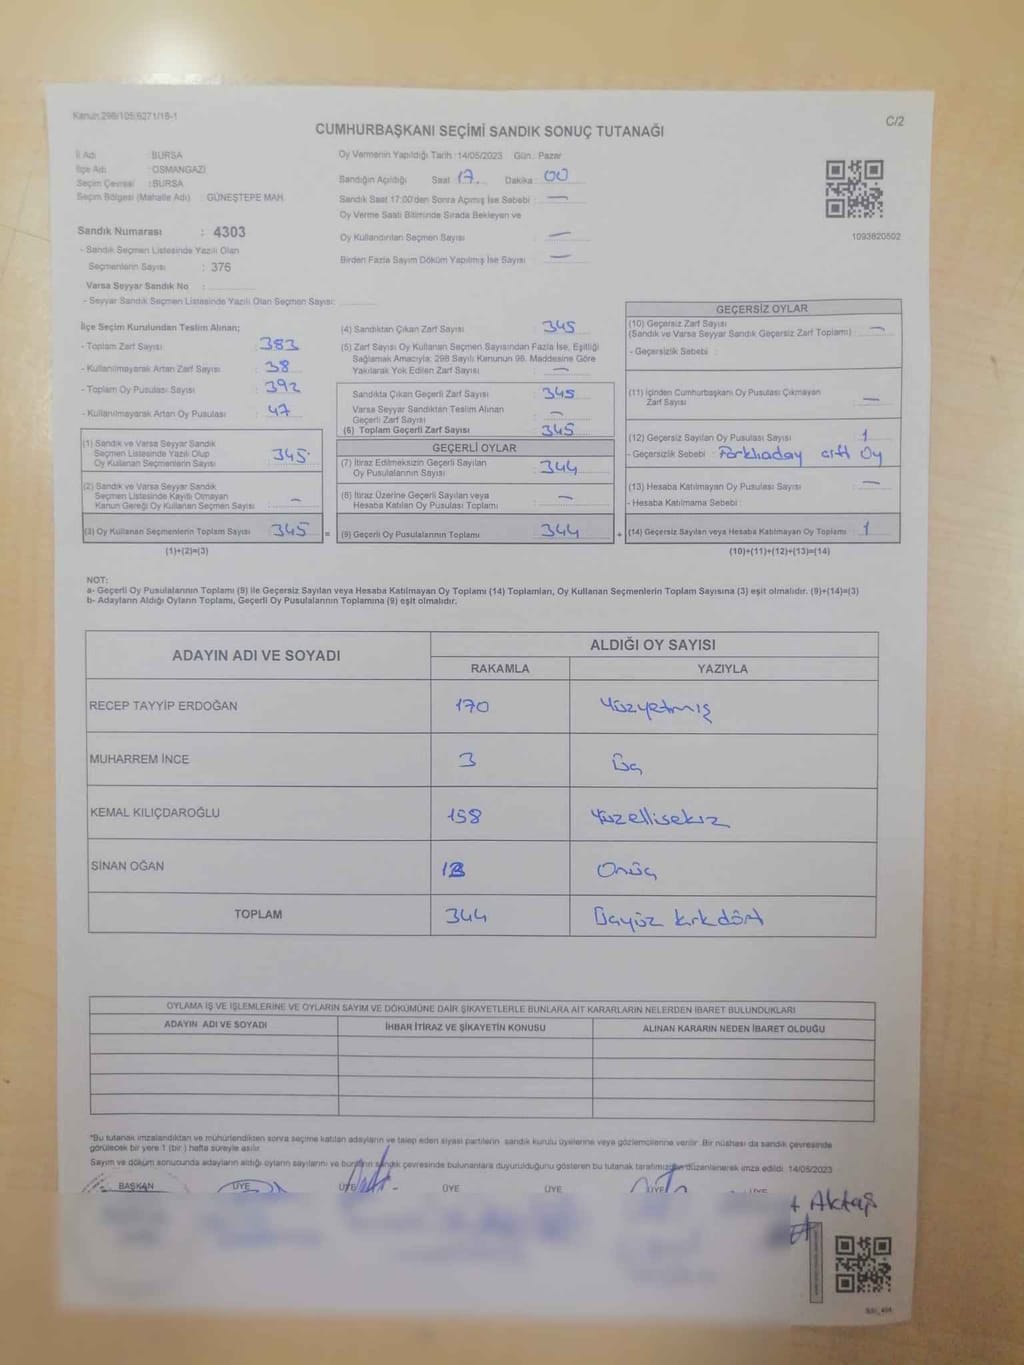 Kanun:298/105;6271/18-1
C/2
CUMHURBAŞKANI SEÇİMİ SANDIK SONUÇ TUTANAĞI
İl Adı : BURSA
İlçe Adı : OSMANGAZİ
Seçim Çevresi : BURSA
Seçim Bölgesi (Mahalle Adı) : GÜNEŞTEPE MAH.
Sandık Numarası : 4303
- Sandık Seçmen Listesinde Yazılı Olan
Seçmenlerin Sayısı : 376
Varsa Seyyar Sandık No :
- Seyyar Sandık Seçmen Listesinde Yazılı Olan Seçmen Sayısı:
Oy Vermenin Yapıldığı Tarih :14/05/2023 Gün : Pazar
Sandığın Açıldığı Saat 17 Dakika : 00
Sandık Saat 17:00'den Sonra Açımış İse Sebebi : —
Oy Verme Saati Bitiminde Sırada Bekleyen ve
Oy Kullandırılan Seçmen Sayısı : —
Birden Fazla Sayım Döküm Yapılmış İse Sayısı : —
1093620502
İlçe Seçim Kurulundan Teslim Alınan;
- Toplam Zarf Sayısı : 383
- Kullanılmayarak Artan Zarf Sayısı : 38
- Toplam Oy Pusulası Sayısı : 392
- Kullanılmayarak Artan Oy Pusulası : 47
(1) Sandık ve Varsa Seyyar Sandık
Seçmen Listesinde Yazılı Olup
Oy Kullanan Seçmenlerin Sayısı : 345
(2) Sandık ve Varsa Seyyar Sandık
Seçmen Listesinde Kayıtlı Olmayan
Kanun Gereği Oy Kullanan Seçmen Sayısı : —
(3) Oy Kullanan Seçmenlerin Toplam Sayısı : 345
(1)+(2)=(3)
(4) Sandıktan Çıkan Zarf Sayısı : 345
(5) Zarf Sayısı Oy Kullanan Seçmen Sayısından Fazla İse, Eşitliği
Sağlamak Amacıyla; 298 Sayılı Kanunun 98. Maddesine Göre
Yakılarak Yok Edilen Zarf Sayısı : —
Sandıkta Çıkan Geçerli Zarf Sayısı : 345
Varsa Seyyar Sandıktan Teslim Alınan
Geçerli Zarf Sayısı : —
(6) Toplam Geçerli Zarf Sayısı : 345
GEÇERLİ OYLAR
(7) İtiraz Edilmeksizin Geçerli Sayılan
Oy Pusulasının Sayısı : 344
(8) İtiraz Üzerine Geçerli Sayılan veya
Hesaba Katılan Oy Pusulası Toplamı : —
= (9) Geçerli Oy Pusulalarının Toplamı : 344
GEÇERSİZ OYLAR
(10) Geçersiz Zarf Sayısı
(Sandık ve Varsa Seyyar Sandık Geçersiz Zarf Toplamı) : —
- Geçersizlik Sebebi :
(11) İçinden Cumhurbaşkanı Oy Pusulası Çıkmayan
Zarf Sayısı : —
(12) Geçersiz Sayılan Oy Pusulası Sayısı : 1
- Geçersizlik Sebebi : çift Oy
(13) Hesaba Katılmayan Oy Pusulası Sayısı : —
- Hesaba Katılmama Sebebi :
+ (14) Geçersiz Sayılan veya Hesaba Katılmayan Oy Toplamı : 1
(10)+(11)+(12)+(13)=(14)
NOT:
a- Geçerli Oy Pusulalarının Toplamı (9) ile Geçersiz Sayılan veya Hesaba Katılmayan Oy Toplamı (14) Toplamları, Oy Kullanan Seçmenlerin Toplam Sayısına (3) eşit olmalıdır. (9)+(14)=(3)
b- Adayların Aldığı Oyların Toplamı, Geçerli Oy Pusulalarının Toplamına (9) eşit olmalıdır.
ADAYIN ADI VE SOYADI
ALDIĞI OY SAYISI
RAKAMLA YAZIYLA
RECEP TAYYİP ERDOĞAN 170 Yüzyetmiş
MUHARREM İNCE 3 Üç
KEMAL KILIÇDAROĞLU 158 Yüzellisekiz
SİNAN OĞAN 13 Onüç
TOPLAM 344 Üçyüz kırkdört
OYLAMA İŞ VE İŞLEMLERİNE VE OYLARIN SAYIM VE DÖKÜMÜNE DAİR ŞİKAYETLERLE BUNLARA AİT KARARLARIN NELERDEN İBARET BULUNDUKLARI
ADAYIN ADI VE SOYADI İHBAR İTİRAZ VE ŞİKAYETİN KONUSU ALINAN KARARIN NEDEN İBARET OLDUĞU
*Bu tutanak imzalandıktan ve mühürlendikten sonra seçime katılan adayların ve talep eden siyasi partilerin sandık kurulu üyelerine veya gözlemcilerine verilir. Bir nüshası da sandık çevresinde
görülecek bir yere 1 (bir) hafta süreyle asılır.
Sayım ve döküm sonucunda adayların aldığı oyların sayılarını ve bunların sandık çevresinde bulunanlara duyurulduğunu gösteren bu tutanak tarafımızdan düzenlenerek imza edildi. 14/05/2023
BAŞKAN ÜYE ÜYE ÜYE ÜYE ÜYE ÜYE
Aktaş